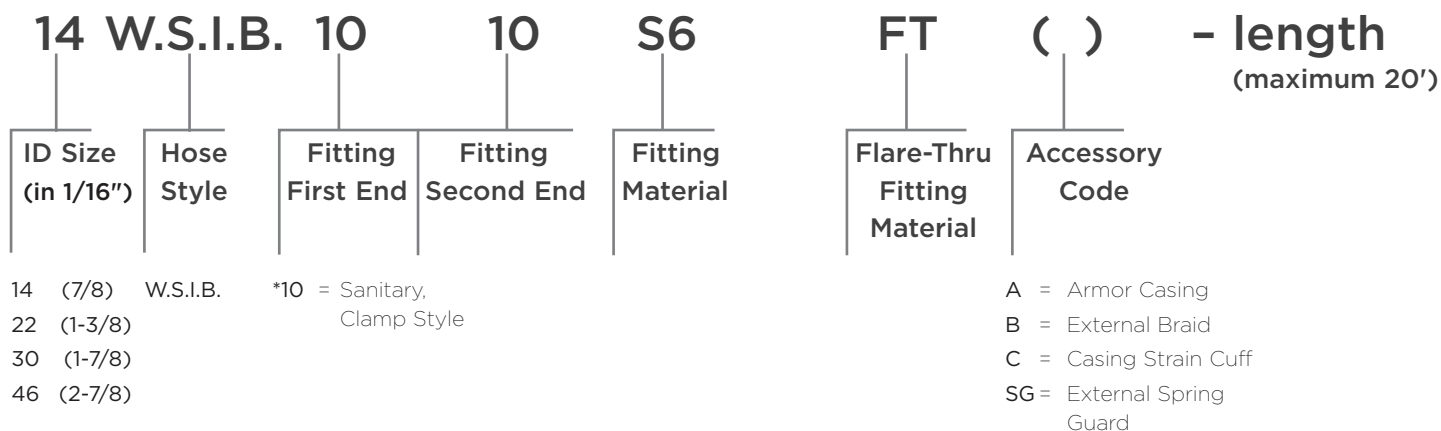 14 W.S.I.B. 10 10 S6 FT ( ) – length
(maximum 20')
ID Size
(in 1/16")
Hose
Style
Fitting
First End
Fitting
Second End
Fitting
Material
Flare-Thru
Fitting
Material
Accessory
Code
14 (7/8)
22 (1-3/8)
30 (1-7/8)
46 (2-7/8)
W.S.I.B.
*10 = Sanitary,
Clamp Style
A = Armor Casing
B = External Braid
C = Casing Strain Cuff
SG = External Spring
Guard